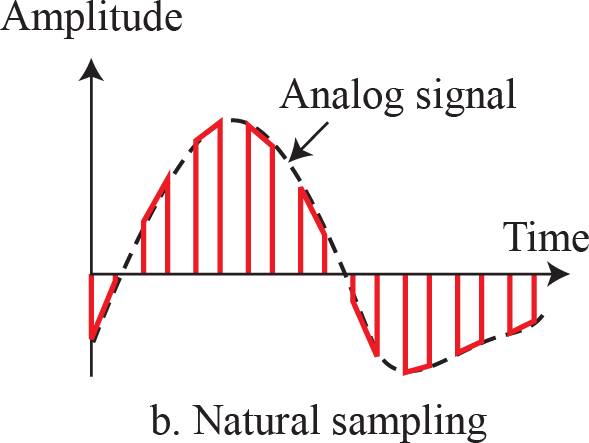 Amplitude
Analog signal
Time
b. Natural sampling